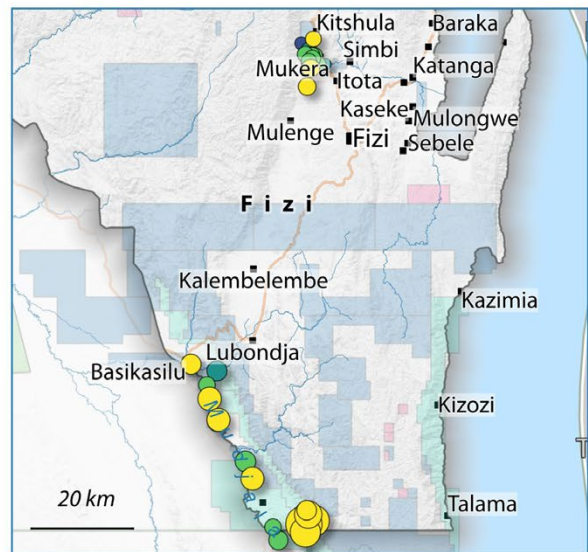 Kitshula
Baraka
Simbi
Mukera
Itota
Katanga
Kaseke
Mulenge
Mulongwe
Fizi
Sebele
Fizi
Kalembelembe
Kazimia
Basikasilu
Lubondja
Kizozi
20 km
Talama
T